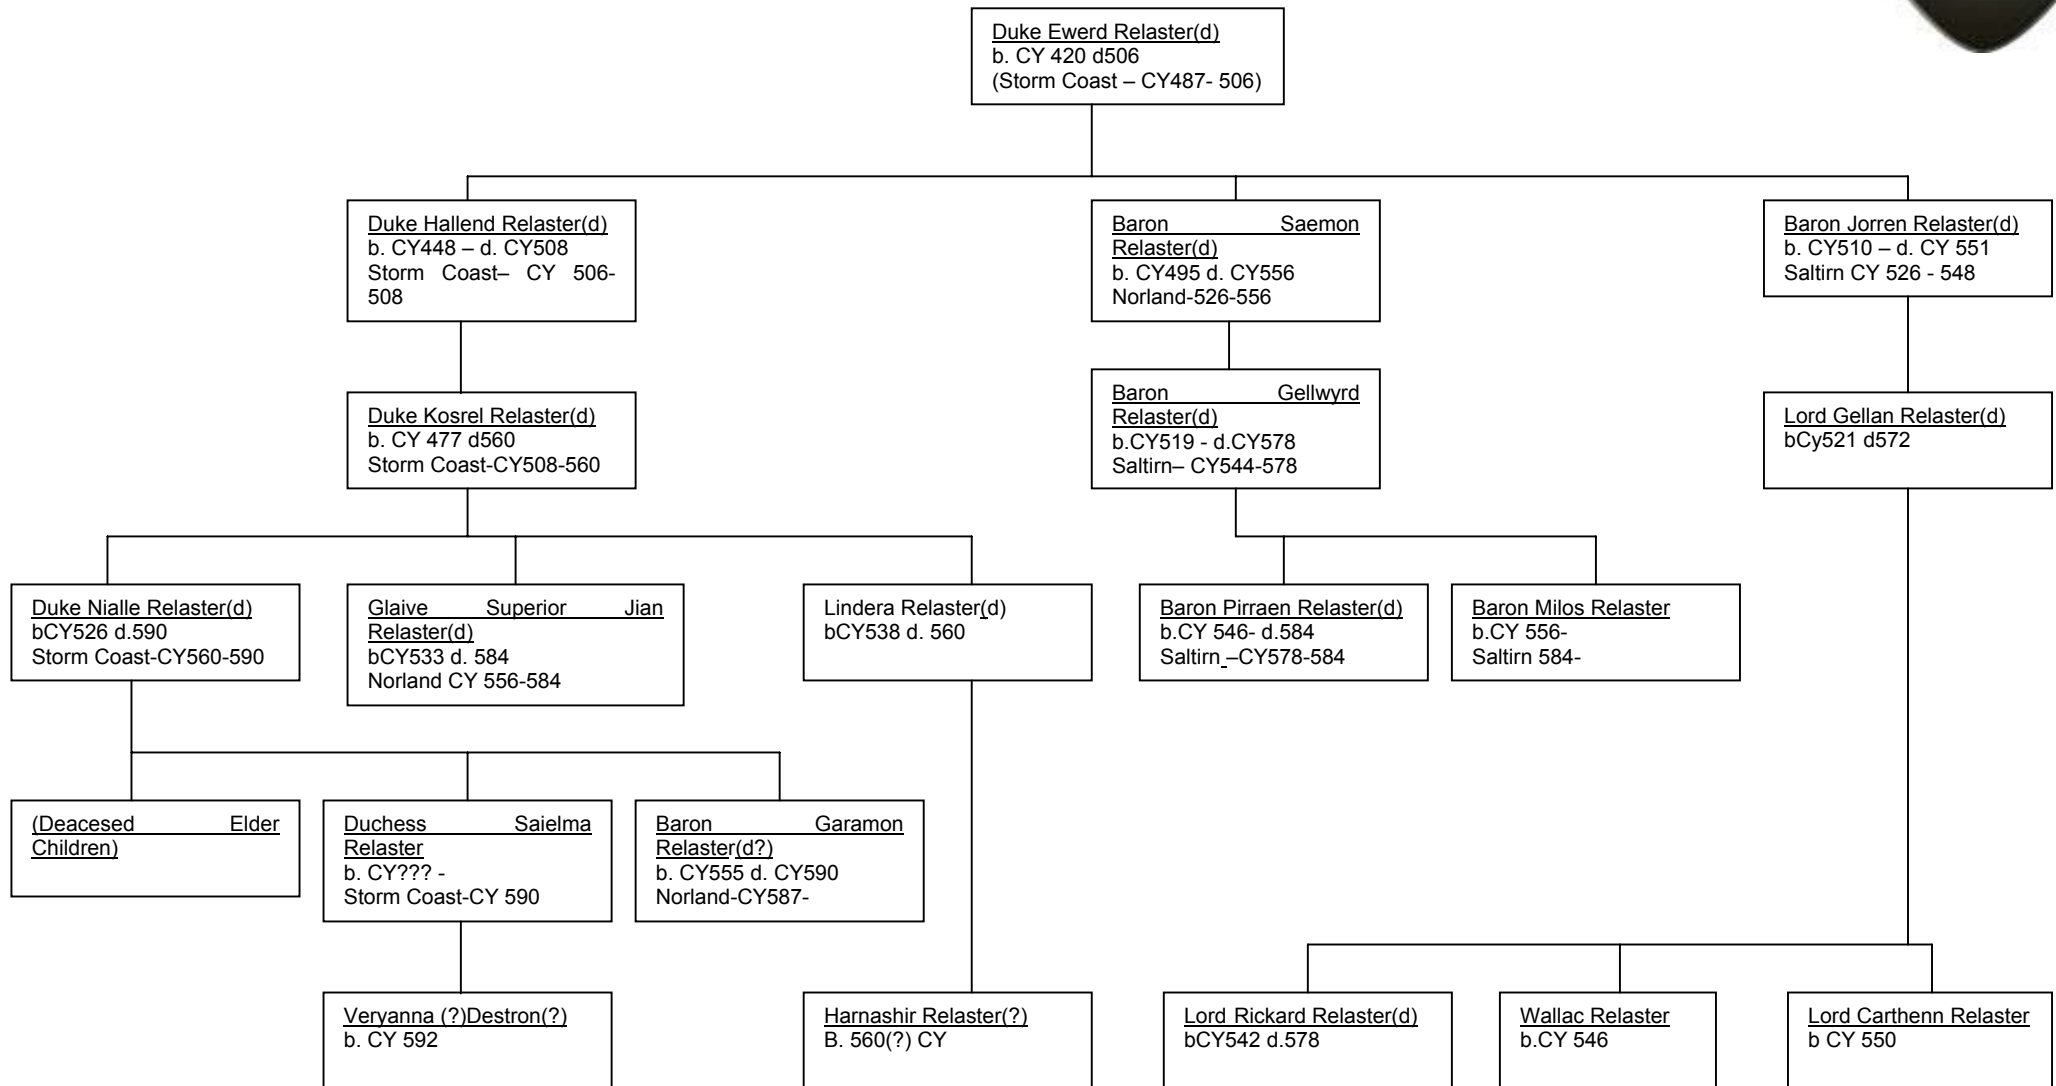 Duke Ewerd Relaster(d)
b. CY 420 d506
(Storm Coast – CY487- 506)
Duke Hallend Relaster(d)
b. CY448 – d. CY508
Storm Coast– CY 506-
508
Baron Saemon
Relaster(d)
b. CY495 d. CY556
Norland-526-556
Baron Jorren Relaster(d)
b. CY510 – d. CY 551
Saltirn CY 526 - 548
Duke Kosrel Relaster(d)
b. CY 477 d560
Storm Coast-CY508-560
Baron Gellwyrd
Relaster(d)
b.CY519 - d.CY578
Saltirn– CY544-578
Lord Gellan Relaster(d)
bCy521 d572
Duke Nialle Relaster(d)
bCY526 d.590
Storm Coast-CY560-590
Glaive Superior Jian
Relaster(d)
bCY533 d. 584
Norland CY 556-584
Lindera Relaster(d)
bCY538 d. 560
Baron Pirraen Relaster(d)
b.CY 546- d.584
Saltirn –CY578-584
Baron Milos Relaster
b.CY 556-
Saltirn 584-
(Deacesed Elder
Children)
Duchess Saielma
Relaster
b. CY??? -
Storm Coast-CY 590
Baron Garamon
Relaster(d?)
b. CY555 d. CY590
Norland-CY587-
Veryanna (?)Destron(?)
b. CY 592
Harnashir Relaster(?)
B. 560(?) CY
Lord Rickard Relaster(d)
bCY542 d.578
Wallac Relaster
b.CY 546
Lord Carthenn Relaster
b CY 550